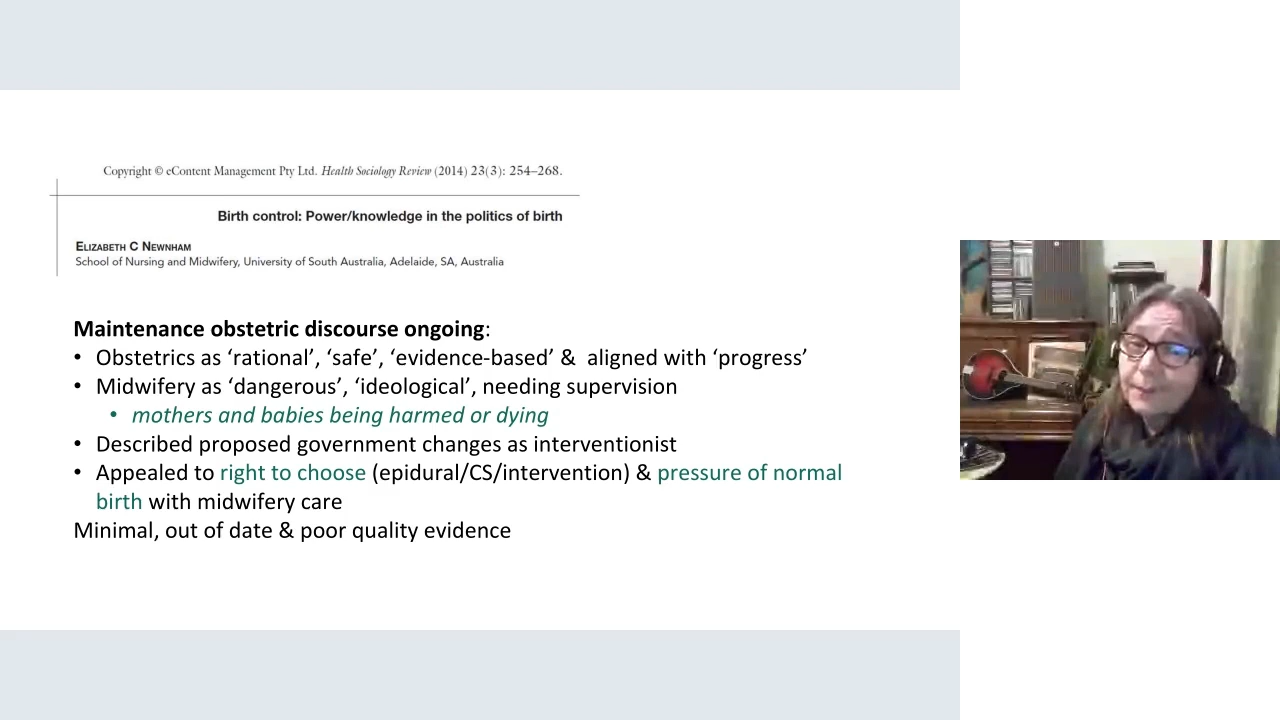 Copyright © eContent Management Pty Ltd. Health Sociology Review (2014) 23(3): 254–268.
Birth control: Power/knowledge in the politics of birth
Elizabeth C Newnham
School of Nursing and Midwifery, University of South Australia, Adelaide, SA, Australia
Maintenance obstetric discourse ongoing:
• Obstetrics as ‘rational’, ‘safe’, ‘evidence-based’ & aligned with ‘progress’
• Midwifery as ‘dangerous’, ‘ideological’, needing supervision
• mothers and babies being harmed or dying
• Described proposed government changes as interventionist
• Appealed to right to choose (epidural/CS/intervention) & pressure of normal
birth with midwifery care
Minimal, out of date & poor quality evidence